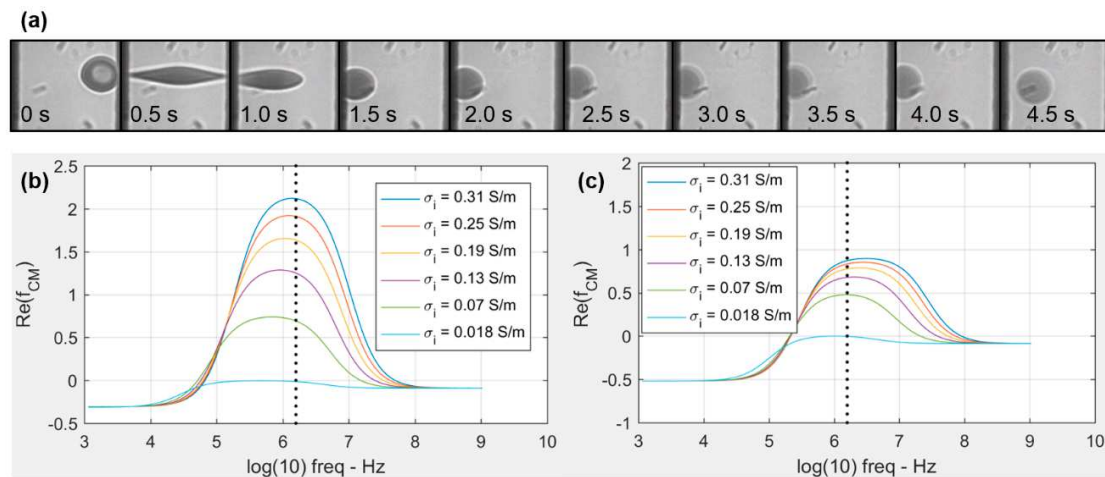 (a)
0 s 0.5 s 1.0 s 1.5 s 2.0 s 2.5 s 3.0 s 3.5 s 4.0 s 4.5 s
(b)
2.5
2
1.5
1
0.5
0
-0.5
Re(f_CM)
3 4 5 6 7 8 9 10
log(10) freq - Hz
σ_i = 0.31 S/m
σ_i = 0.25 S/m
σ_i = 0.19 S/m
σ_i = 0.13 S/m
σ_i = 0.07 S/m
σ_i = 0.018 S/m
(c)
2
1.5
1
0.5
0
-0.5
-1
Re(f_CM)
3 4 5 6 7 8 9 10
log(10) freq - Hz
σ_i = 0.31 S/m
σ_i = 0.25 S/m
σ_i = 0.19 S/m
σ_i = 0.13 S/m
σ_i = 0.07 S/m
σ_i = 0.018 S/m